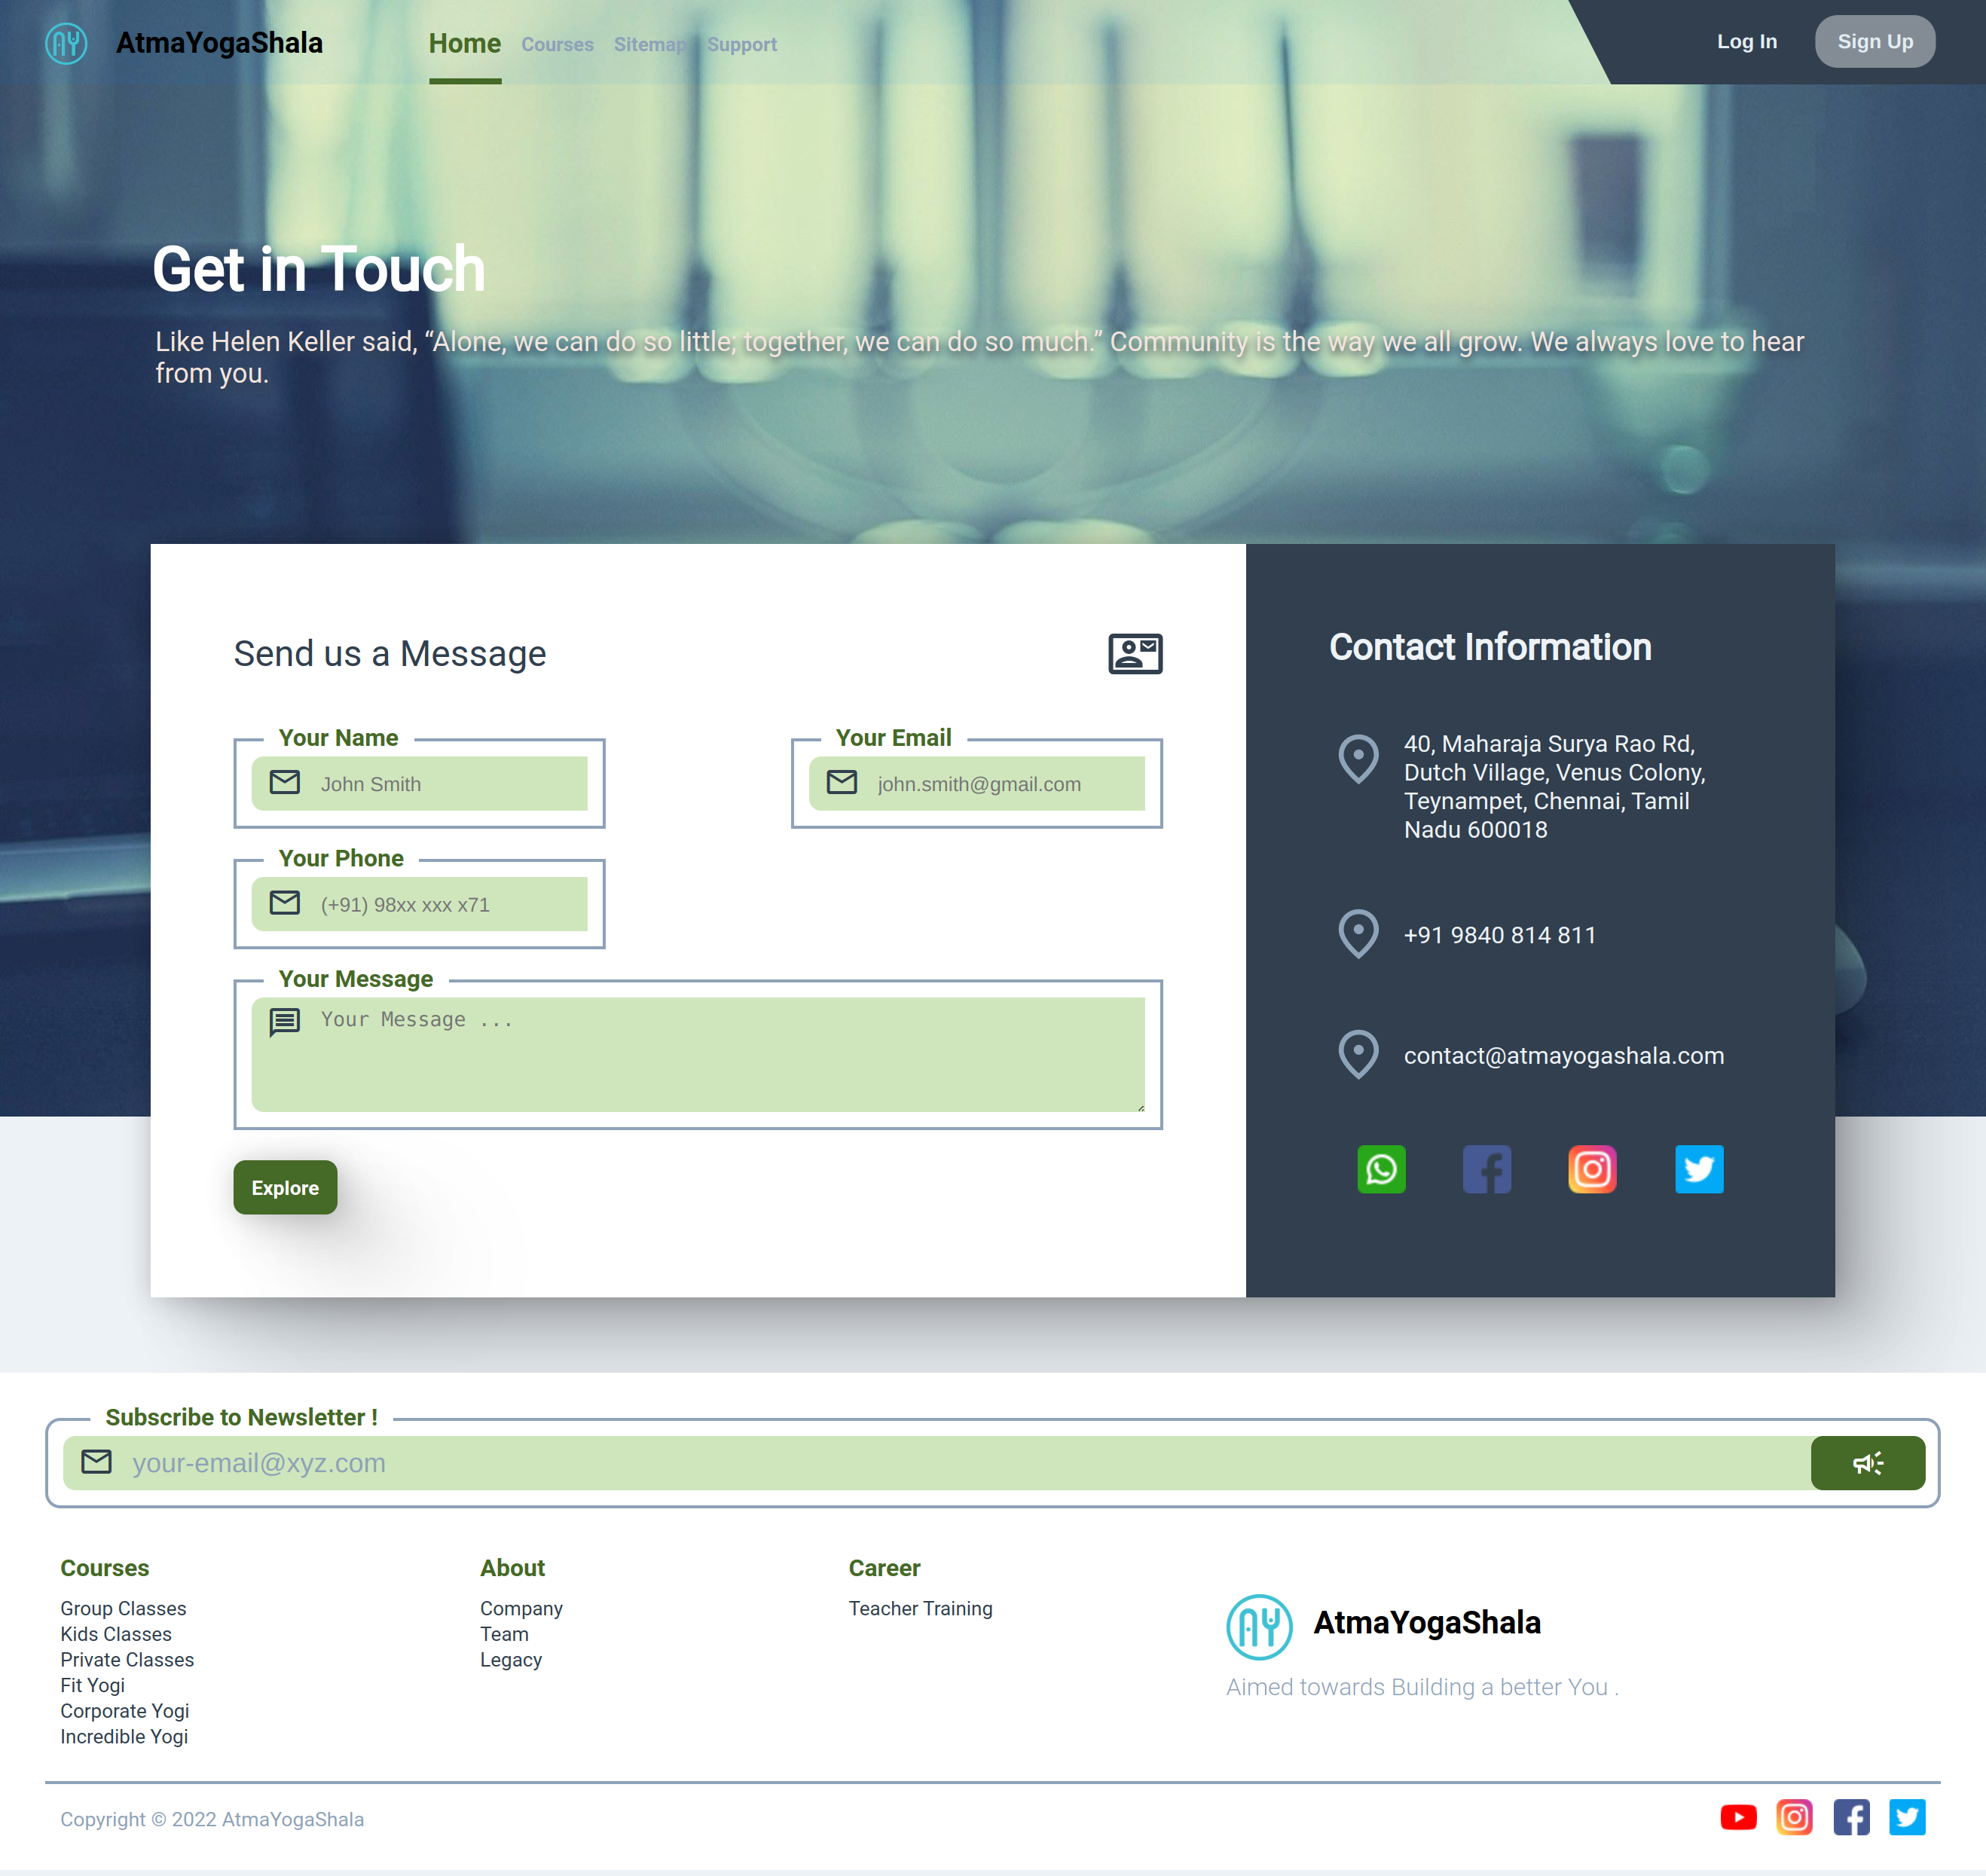 AY AtmaYogaShala Home Courses Sitemap Support Log In Sign Up
Get in Touch
Like Helen Keller said, “Alone, we can do so little; together, we can do so much.” Community is the way we all grow. We always love to hear
from you.
Send us a Message
Your Name
John Smith
Your Email
john.smith@gmail.com
Your Phone
(+91) 98xx xxx x71
Your Message
Your Message ...
Explore
Contact Information
40, Maharaja Surya Rao Rd,
Dutch Village, Venus Colony,
Teynampet, Chennai, Tamil
Nadu 600018
+91 9840 814 811
contact@atmayogashala.com
Subscribe to Newsletter !
your-email@xyz.com
Courses
Group Classes
Kids Classes
Private Classes
Fit Yogi
Corporate Yogi
Incredible Yogi
About
Company
Team
Legacy
Career
Teacher Training
AY AtmaYogaShala
Aimed towards Building a better You .
Copyright © 2022 AtmaYogaShala